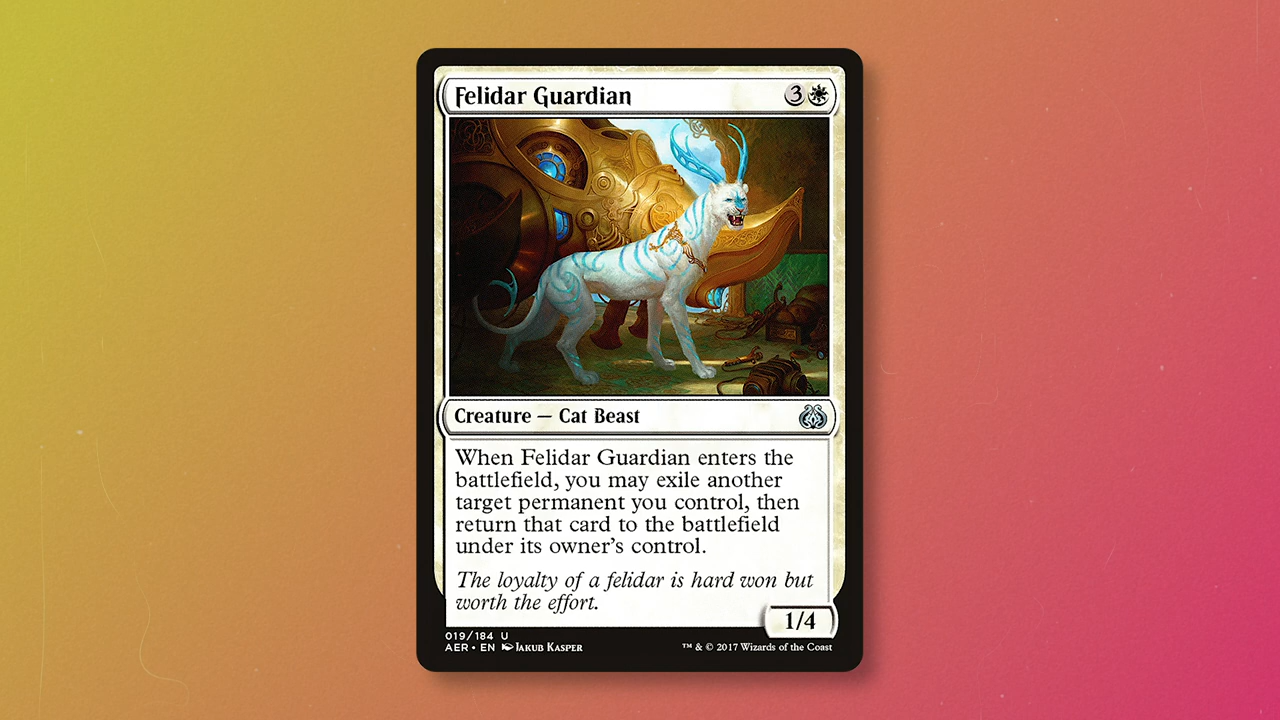 Felidar Guardian 3
Creature — Cat Beast
When Felidar Guardian enters the
battlefield, you may exile another
target permanent you control, then
return that card to the battlefield
under its owner's control.
The loyalty of a felidar is hard won but
worth the effort.
1/4
019/184 U
AER • EN Jakub Kasper
™ & © 2017 Wizards of the Coast